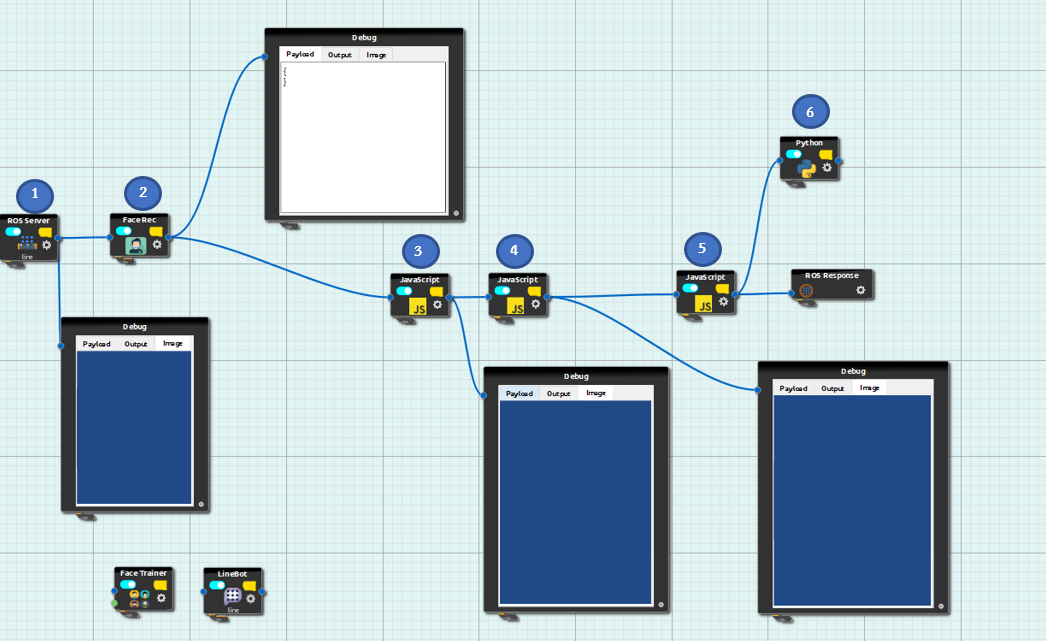 Debug
Payload Output Image
{
}
6
Python
1
2
ROS Server
line
Face Rec
3
4
5
JavaScript
JS
JavaScript
JS
JavaScript
JS
ROS Response
Debug
Payload Output Image
Debug
Payload Output Image
Debug
Payload Output Image
Face Trainer
LineBot
line